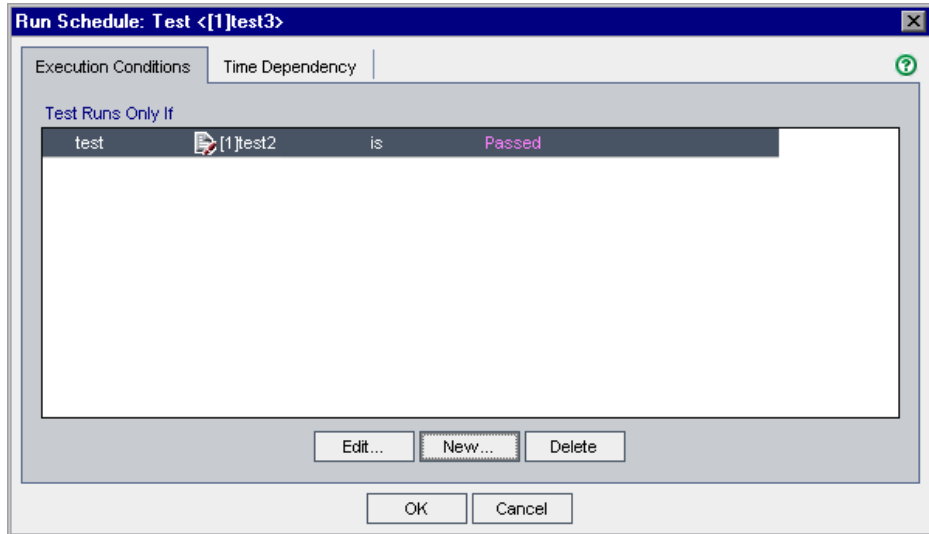 Run Schedule: Test <[1]test3>
Execution Conditions Time Dependency
Test Runs Only If
test [1]test2 is Passed
Edit... New... Delete
OK Cancel